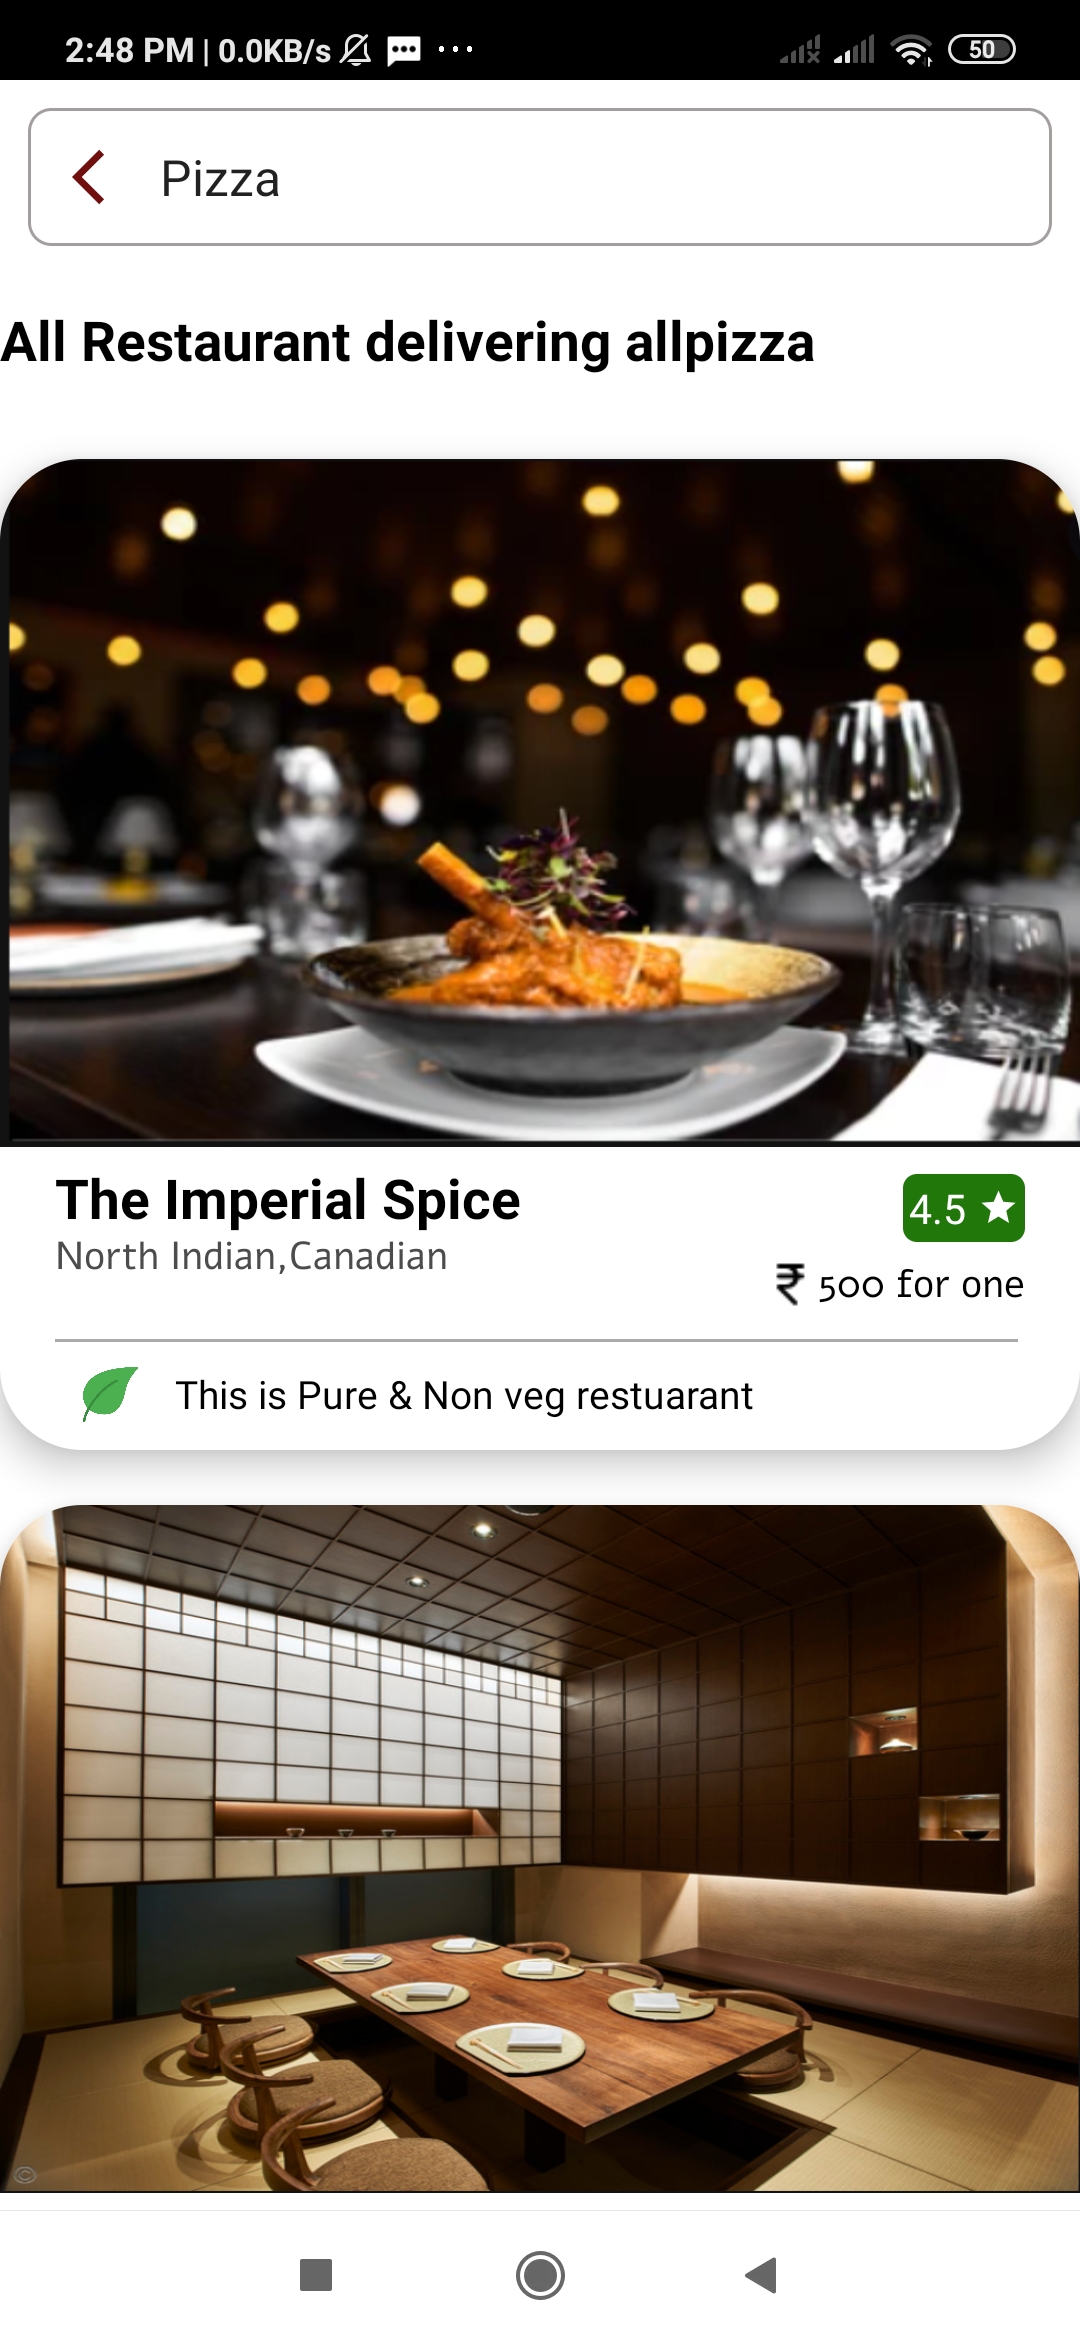 2:48 PM | 0.0KB/s
50
Pizza
All Restaurant delivering allpizza
The Imperial Spice
4.5
North Indian,Canadian
₹ 500 for one
This is Pure & Non veg restuarant
©